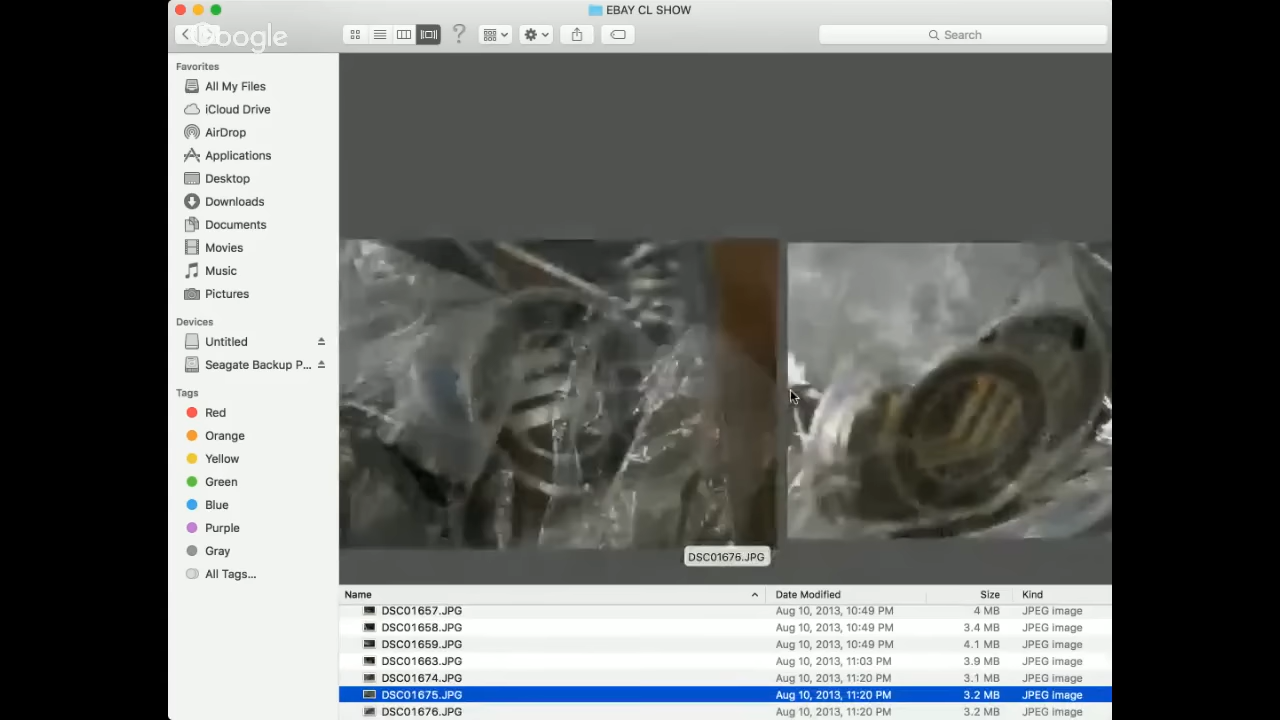 EBAY CL SHOW
Google
Search
Favorites
All My Files
iCloud Drive
AirDrop
Applications
Desktop
Downloads
Documents
Movies
Music
Pictures
Devices
Untitled
Seagate Backup P...
Tags
Red
Orange
Yellow
Green
Blue
Purple
Gray
All Tags...
DSC01676.JPG
Name Date Modified Size Kind
DSC01657.JPG Aug 10, 2013, 10:49 PM 4 MB JPEG image
DSC01658.JPG Aug 10, 2013, 10:49 PM 3.4 MB JPEG image
DSC01659.JPG Aug 10, 2013, 10:49 PM 4.1 MB JPEG image
DSC01663.JPG Aug 10, 2013, 11:03 PM 3.9 MB JPEG image
DSC01674.JPG Aug 10, 2013, 11:20 PM 3.1 MB JPEG image
DSC01675.JPG Aug 10, 2013, 11:20 PM 3.2 MB JPEG image
DSC01676.JPG Aug 10, 2013, 11:20 PM 3.2 MB JPEG image